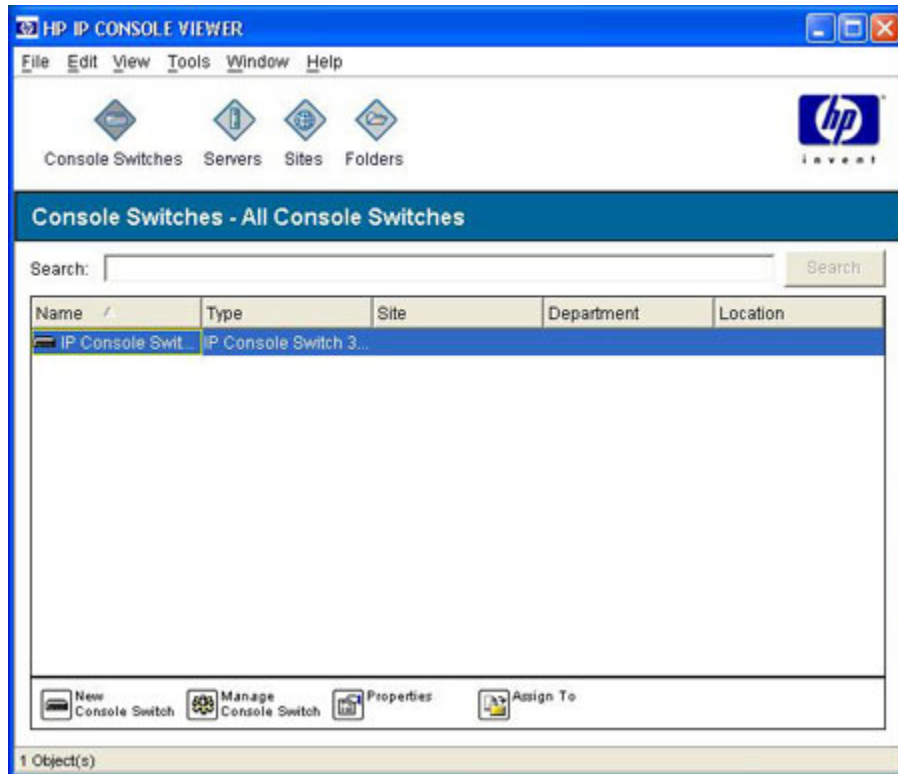 HP IP CONSOLE VIEWER
File Edit View Tools Window Help
Console Switches Servers Sites Folders
hp
invent
Console Switches - All Console Switches
Search: Search
Name Type Site Department Location
IP Console Swit... IP Console Switch 3...
New Console Switch Manage Console Switch Properties Assign To
1 Object(s)